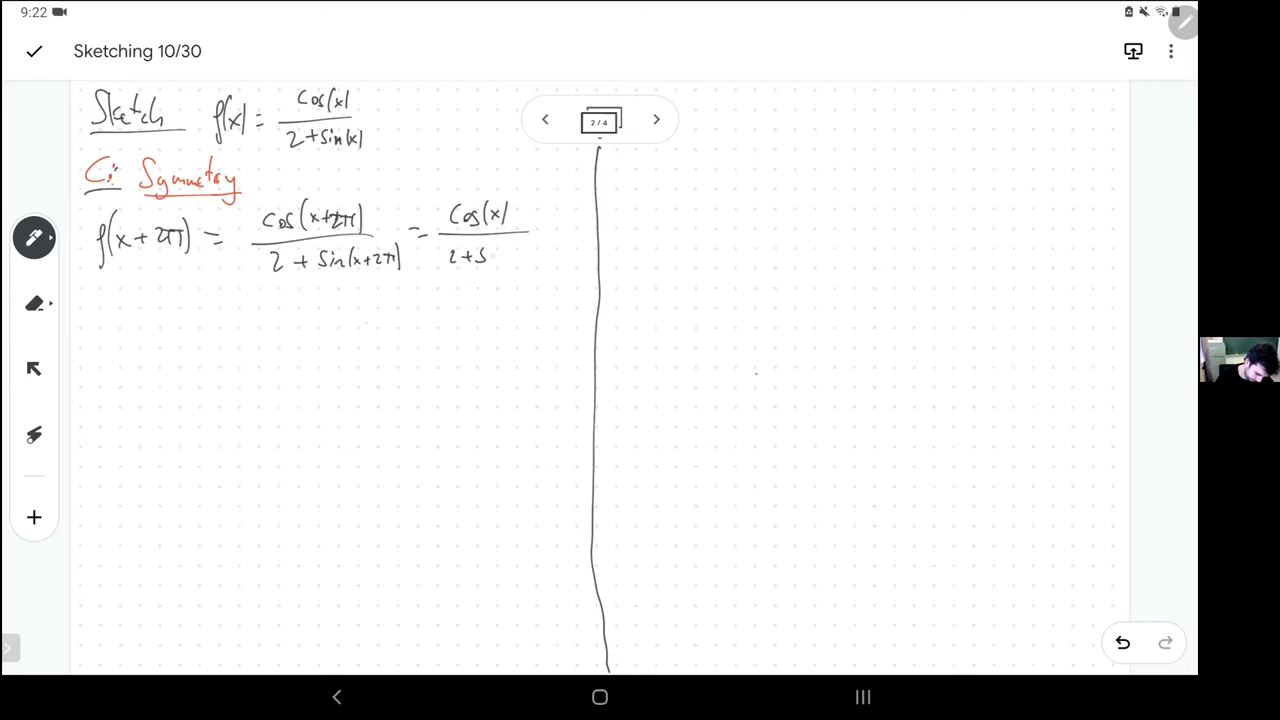 9:22
Sketching 10/30
2 / 4
Sketch f(x) = cos(x) / 2 + sin(x)
C: Symmetry
f(x + 2π) = cos(x+2π) / 2 + sin(x+2π) = cos(x) / 2 + s